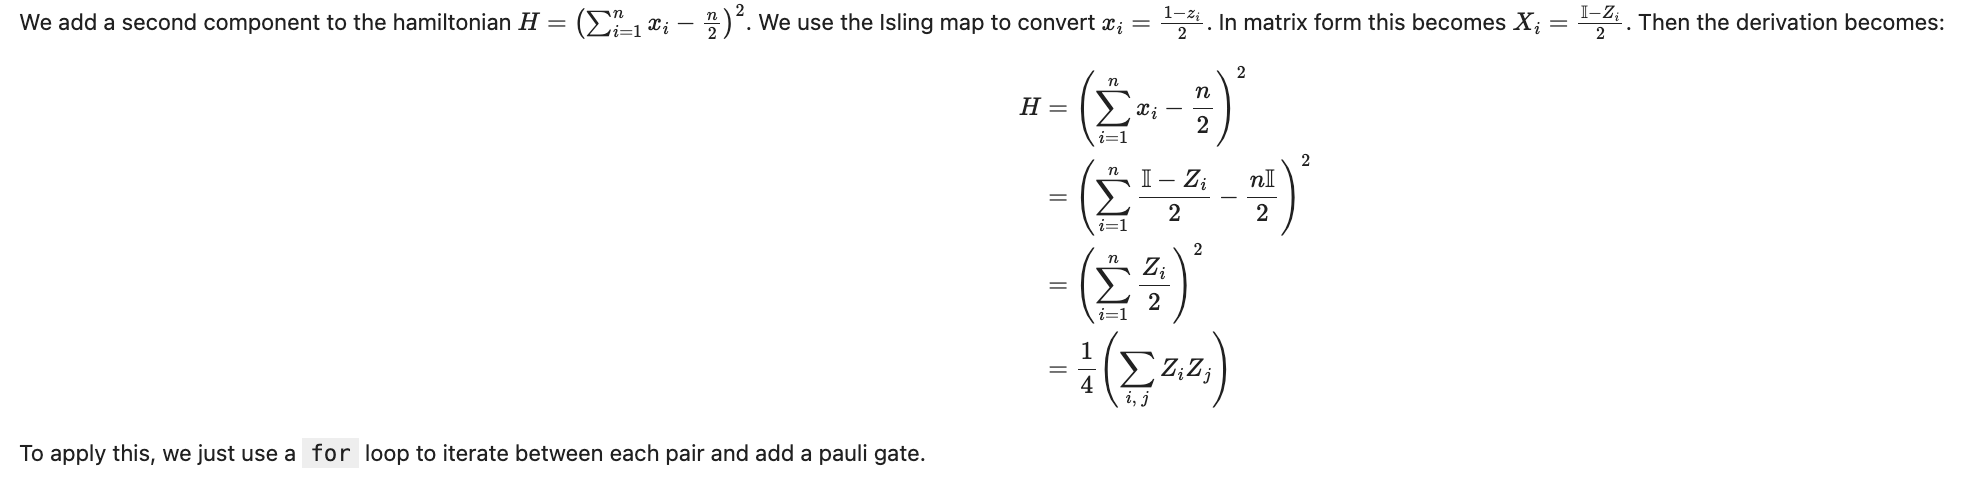 We add a second component to the hamiltonian $H = \left(\sum_{i=1}^{n} x_i - \frac{n}{2}\right)^2$. We use the Isling map to convert $x_i = \frac{1-z_i}{2}$. In matrix form this becomes $X_i = \frac{\mathbb{I}-Z_i}{2}$. Then the derivation becomes:
$H = \left(\sum_{i=1}^{n} x_i - \frac{n}{2}\right)^2$
$= \left(\sum_{i=1}^{n} \frac{\mathbb{I} - Z_i}{2} - \frac{n\mathbb{I}}{2}\right)^2$
$= \left(\sum_{i=1}^{n} \frac{Z_i}{2}\right)^2$
$= \frac{1}{4}\left(\sum_{i,j} Z_i Z_j\right)$
To apply this, we just use a for loop to iterate between each pair and add a pauli gate.